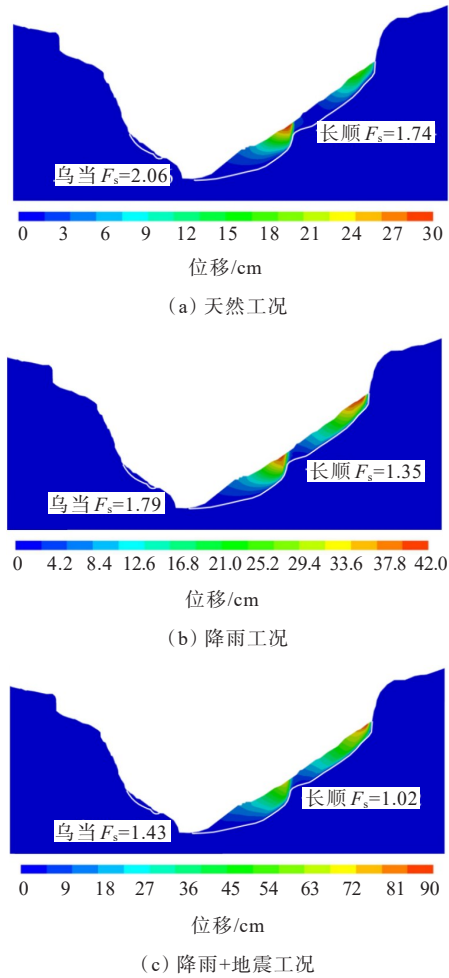 长顺 Fs=1.74
乌当 Fs=2.06
0 3 6 9 12 15 18 21 24 27 30
位移/cm
（a）天然工况
长顺 Fs=1.35
乌当 Fs=1.79
0 4.2 8.4 12.6 16.8 21.0 25.2 29.4 33.6 37.8 42.0
位移/cm
（b）降雨工况
长顺 Fs=1.02
乌当 Fs=1.43
0 9 18 27 36 45 54 63 72 81 90
位移/cm
（c）降雨+地震工况